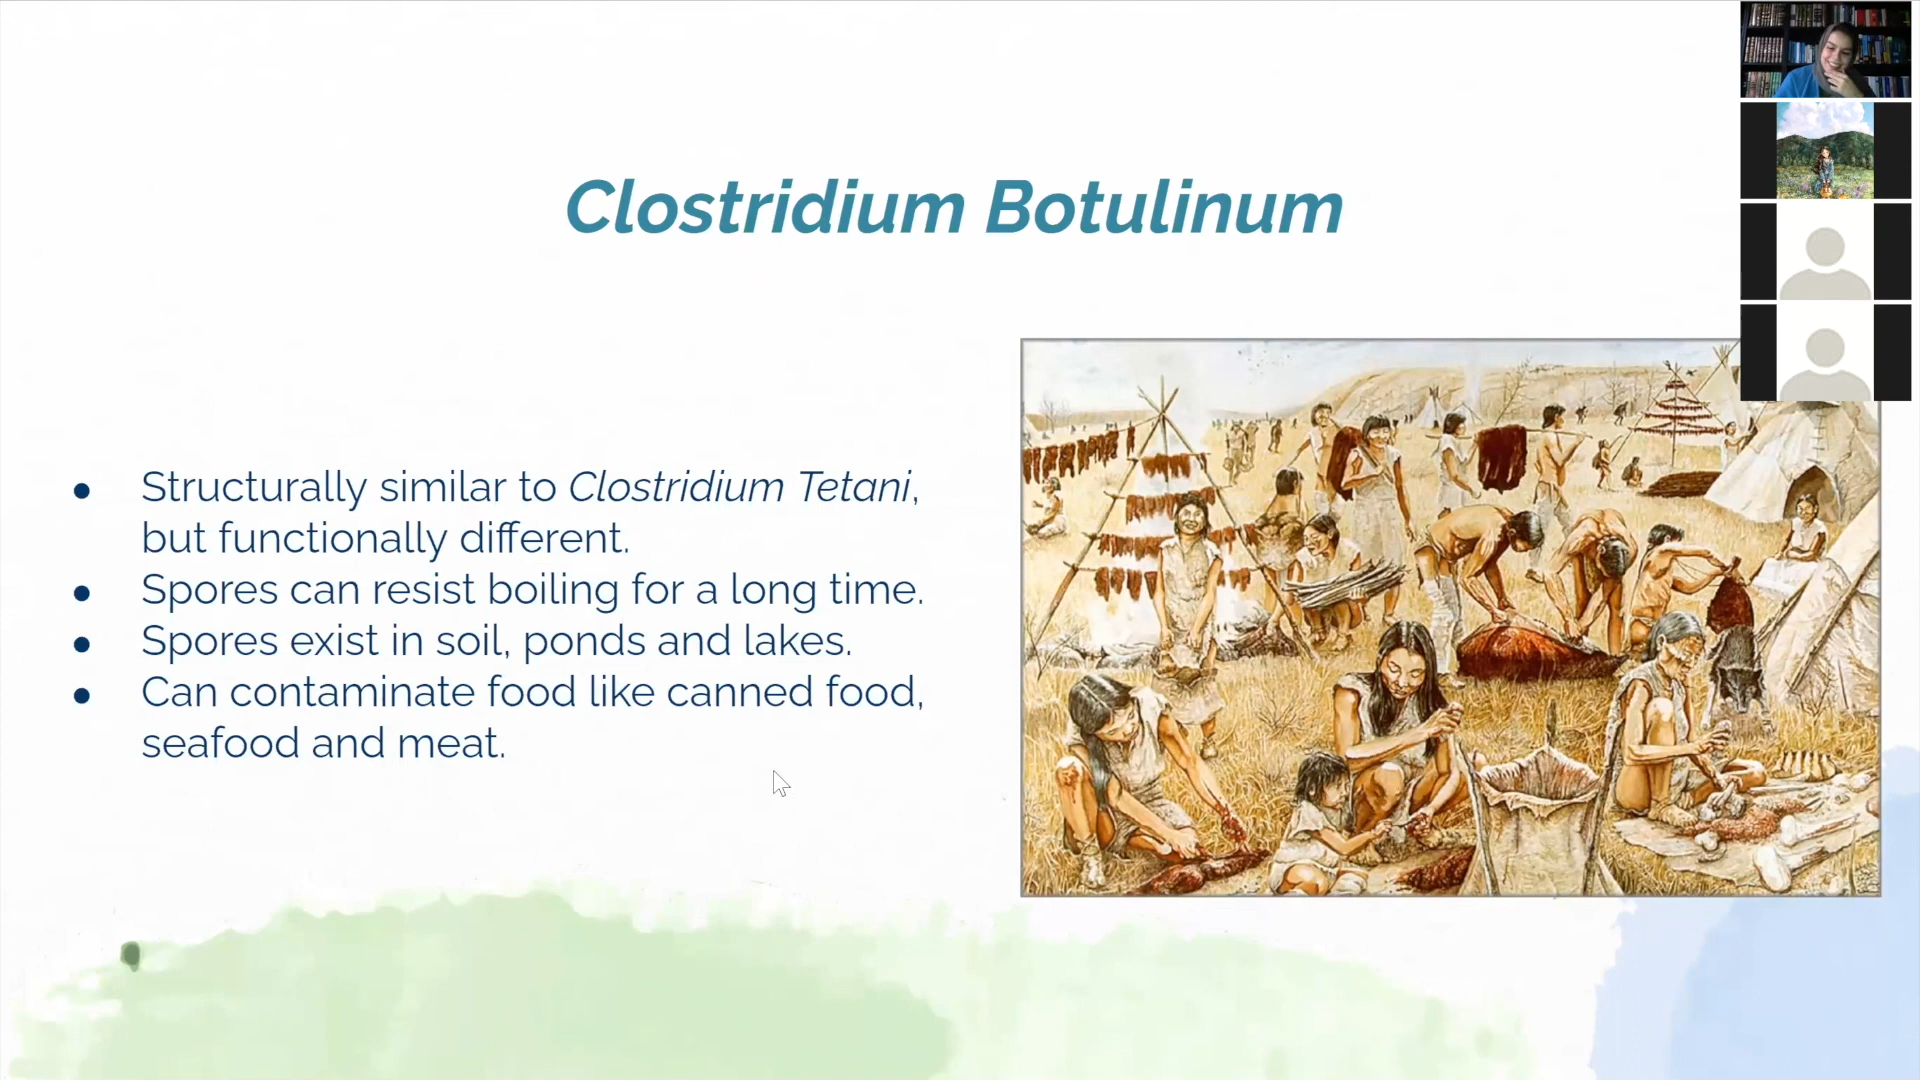 Clostridium Botulinum
● Structurally similar to Clostridium Tetani,
but functionally different.
● Spores can resist boiling for a long time.
● Spores exist in soil, ponds and lakes.
● Can contaminate food like canned food,
seafood and meat.